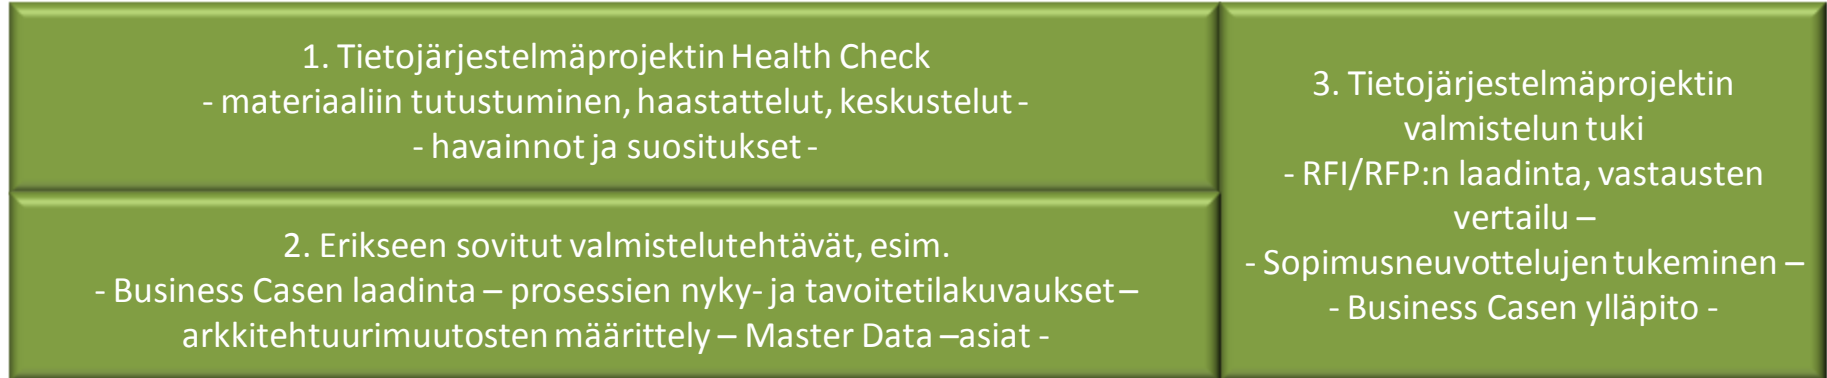 1. Tietojärjestelmäprojektin Health Check
- materiaaliin tutustuminen, haastattelut, keskustelut -
- havainnot ja suositukset -
2. Erikseen sovitut valmistelutehtävät, esim.
- Business Casen laadinta – prosessien nyky- ja tavoitetilakuvaukset –
arkkitehtuurimuutosten määrittely – Master Data –asiat -
3. Tietojärjestelmäprojektin
valmistelun tuki
- RFI/RFP:n laadinta, vastausten
vertailu –
- Sopimusneuvottelujen tukeminen –
- Business Casen ylläpito -